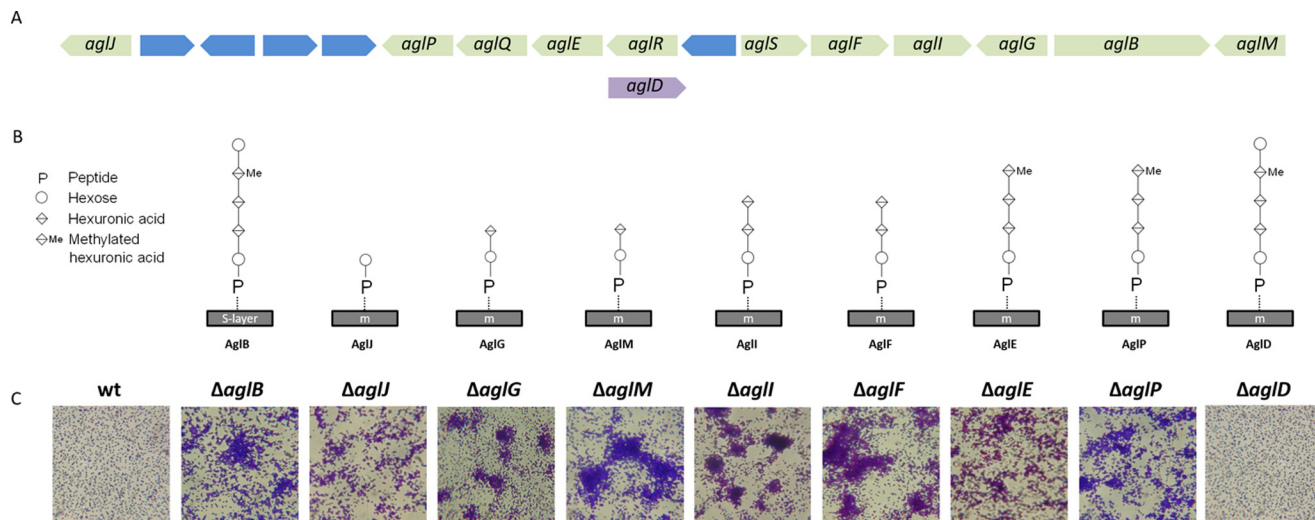 A
aglJ aglP aglQ aglE aglR aglS aglF aglI aglG aglB aglM
aglD
B
P Peptide
Hexose
Hexuronic acid
Me Methylated
hexuronic acid
Me Me Me Me
P P P P P P P P P
S-layer m m m m m m m m
AglB AglJ AglG AglM AglI AglF AglE AglP AglD
wt ΔaglB ΔaglJ ΔaglG ΔaglM ΔaglI ΔaglF ΔaglE ΔaglP ΔaglD
C